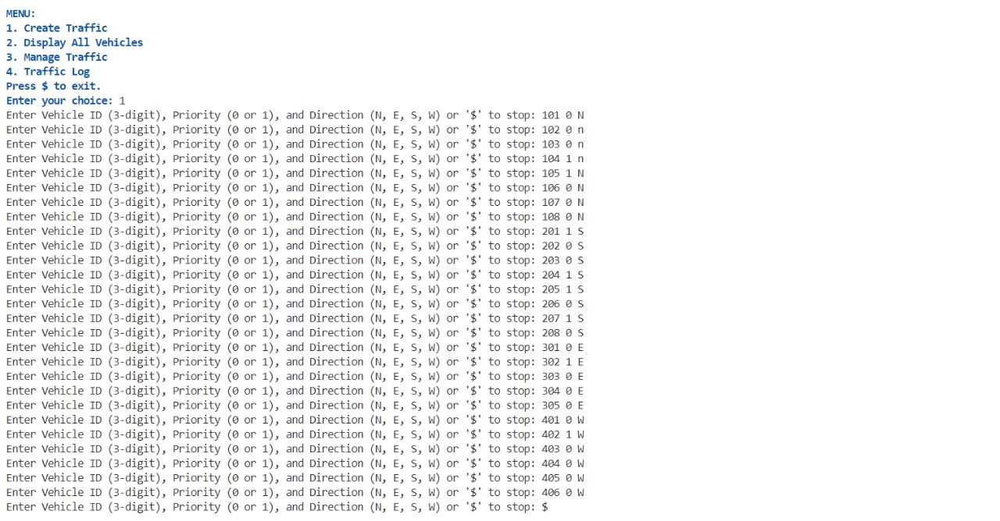 MENU:
1. Create Traffic
2. Display All Vehicles
3. Manage Traffic
4. Traffic Log
Press $ to exit.
Enter your choice: 1
Enter Vehicle ID (3-digit), Priority (0 or 1), and Direction (N, E, S, W) or '$' to stop: 101 0 N
Enter Vehicle ID (3-digit), Priority (0 or 1), and Direction (N, E, S, W) or '$' to stop: 102 0 n
Enter Vehicle ID (3-digit), Priority (0 or 1), and Direction (N, E, S, W) or '$' to stop: 103 0 n
Enter Vehicle ID (3-digit), Priority (0 or 1), and Direction (N, E, S, W) or '$' to stop: 104 1 n
Enter Vehicle ID (3-digit), Priority (0 or 1), and Direction (N, E, S, W) or '$' to stop: 105 1 N
Enter Vehicle ID (3-digit), Priority (0 or 1), and Direction (N, E, S, W) or '$' to stop: 106 0 N
Enter Vehicle ID (3-digit), Priority (0 or 1), and Direction (N, E, S, W) or '$' to stop: 107 0 N
Enter Vehicle ID (3-digit), Priority (0 or 1), and Direction (N, E, S, W) or '$' to stop: 108 0 N
Enter Vehicle ID (3-digit), Priority (0 or 1), and Direction (N, E, S, W) or '$' to stop: 201 1 S
Enter Vehicle ID (3-digit), Priority (0 or 1), and Direction (N, E, S, W) or '$' to stop: 202 0 S
Enter Vehicle ID (3-digit), Priority (0 or 1), and Direction (N, E, S, W) or '$' to stop: 203 0 S
Enter Vehicle ID (3-digit), Priority (0 or 1), and Direction (N, E, S, W) or '$' to stop: 204 1 S
Enter Vehicle ID (3-digit), Priority (0 or 1), and Direction (N, E, S, W) or '$' to stop: 205 1 S
Enter Vehicle ID (3-digit), Priority (0 or 1), and Direction (N, E, S, W) or '$' to stop: 206 0 S
Enter Vehicle ID (3-digit), Priority (0 or 1), and Direction (N, E, S, W) or '$' to stop: 207 1 S
Enter Vehicle ID (3-digit), Priority (0 or 1), and Direction (N, E, S, W) or '$' to stop: 208 0 S
Enter Vehicle ID (3-digit), Priority (0 or 1), and Direction (N, E, S, W) or '$' to stop: 301 0 E
Enter Vehicle ID (3-digit), Priority (0 or 1), and Direction (N, E, S, W) or '$' to stop: 302 1 E
Enter Vehicle ID (3-digit), Priority (0 or 1), and Direction (N, E, S, W) or '$' to stop: 303 0 E
Enter Vehicle ID (3-digit), Priority (0 or 1), and Direction (N, E, S, W) or '$' to stop: 304 0 E
Enter Vehicle ID (3-digit), Priority (0 or 1), and Direction (N, E, S, W) or '$' to stop: 305 0 E
Enter Vehicle ID (3-digit), Priority (0 or 1), and Direction (N, E, S, W) or '$' to stop: 401 0 W
Enter Vehicle ID (3-digit), Priority (0 or 1), and Direction (N, E, S, W) or '$' to stop: 402 1 W
Enter Vehicle ID (3-digit), Priority (0 or 1), and Direction (N, E, S, W) or '$' to stop: 403 0 W
Enter Vehicle ID (3-digit), Priority (0 or 1), and Direction (N, E, S, W) or '$' to stop: 404 0 W
Enter Vehicle ID (3-digit), Priority (0 or 1), and Direction (N, E, S, W) or '$' to stop: 405 0 W
Enter Vehicle ID (3-digit), Priority (0 or 1), and Direction (N, E, S, W) or '$' to stop: 406 0 W
Enter Vehicle ID (3-digit), Priority (0 or 1), and Direction (N, E, S, W) or '$' to stop: $